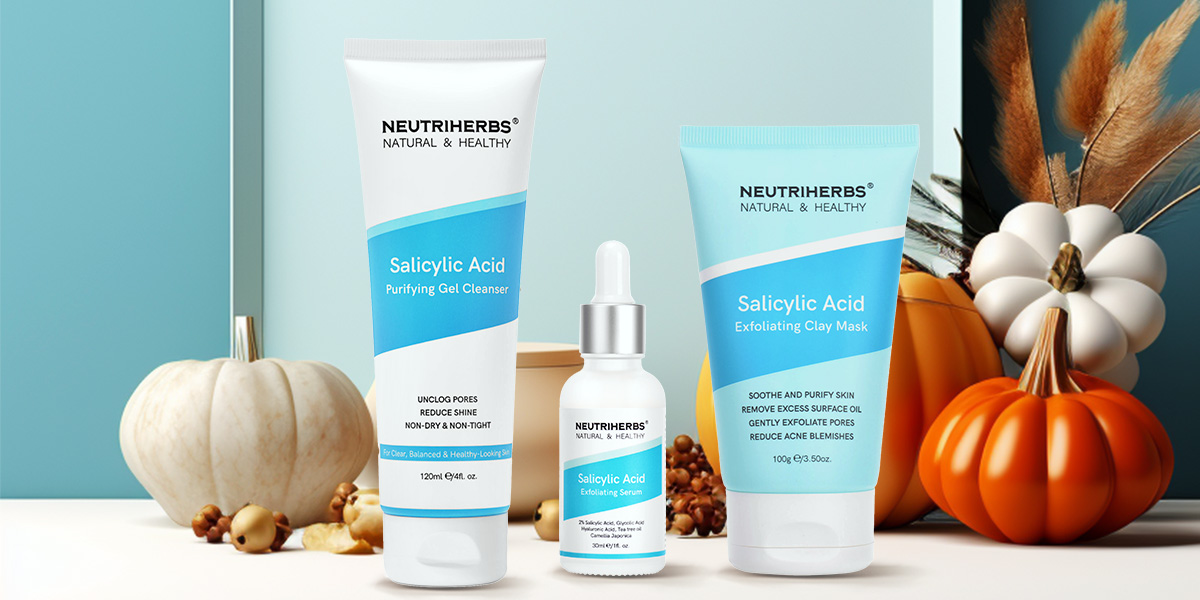 NEUTRIHERBS®
NATURAL & HEALTHY
Salicylic Acid
Purifying Gel Cleanser
UNCLOG PORES
REDUCE SHINE
NON-DRY & NON-TIGHT
For Clear, Balanced & Healthy-Looking Skin
120ml ℮/4fl. oz.
NEUTRIHERBS®
NATURAL & HEALTHY
Salicylic Acid
Exfoliating Serum
2% Salicylic Acid, Glycolic Acid
Hyaluronic Acid, Tea tree oil
Camellia Japonica
30ml ℮/1fl. oz.
NEUTRIHERBS®
NATURAL & HEALTHY
Salicylic Acid
Exfoliating Clay Mask
SOOTHE AND PURIFY SKIN
REMOVE EXCESS SURFACE OIL
GENTLY EXFOLIATE PORES
REDUCE ACNE BLEMISHES
100g ℮/3.50oz.